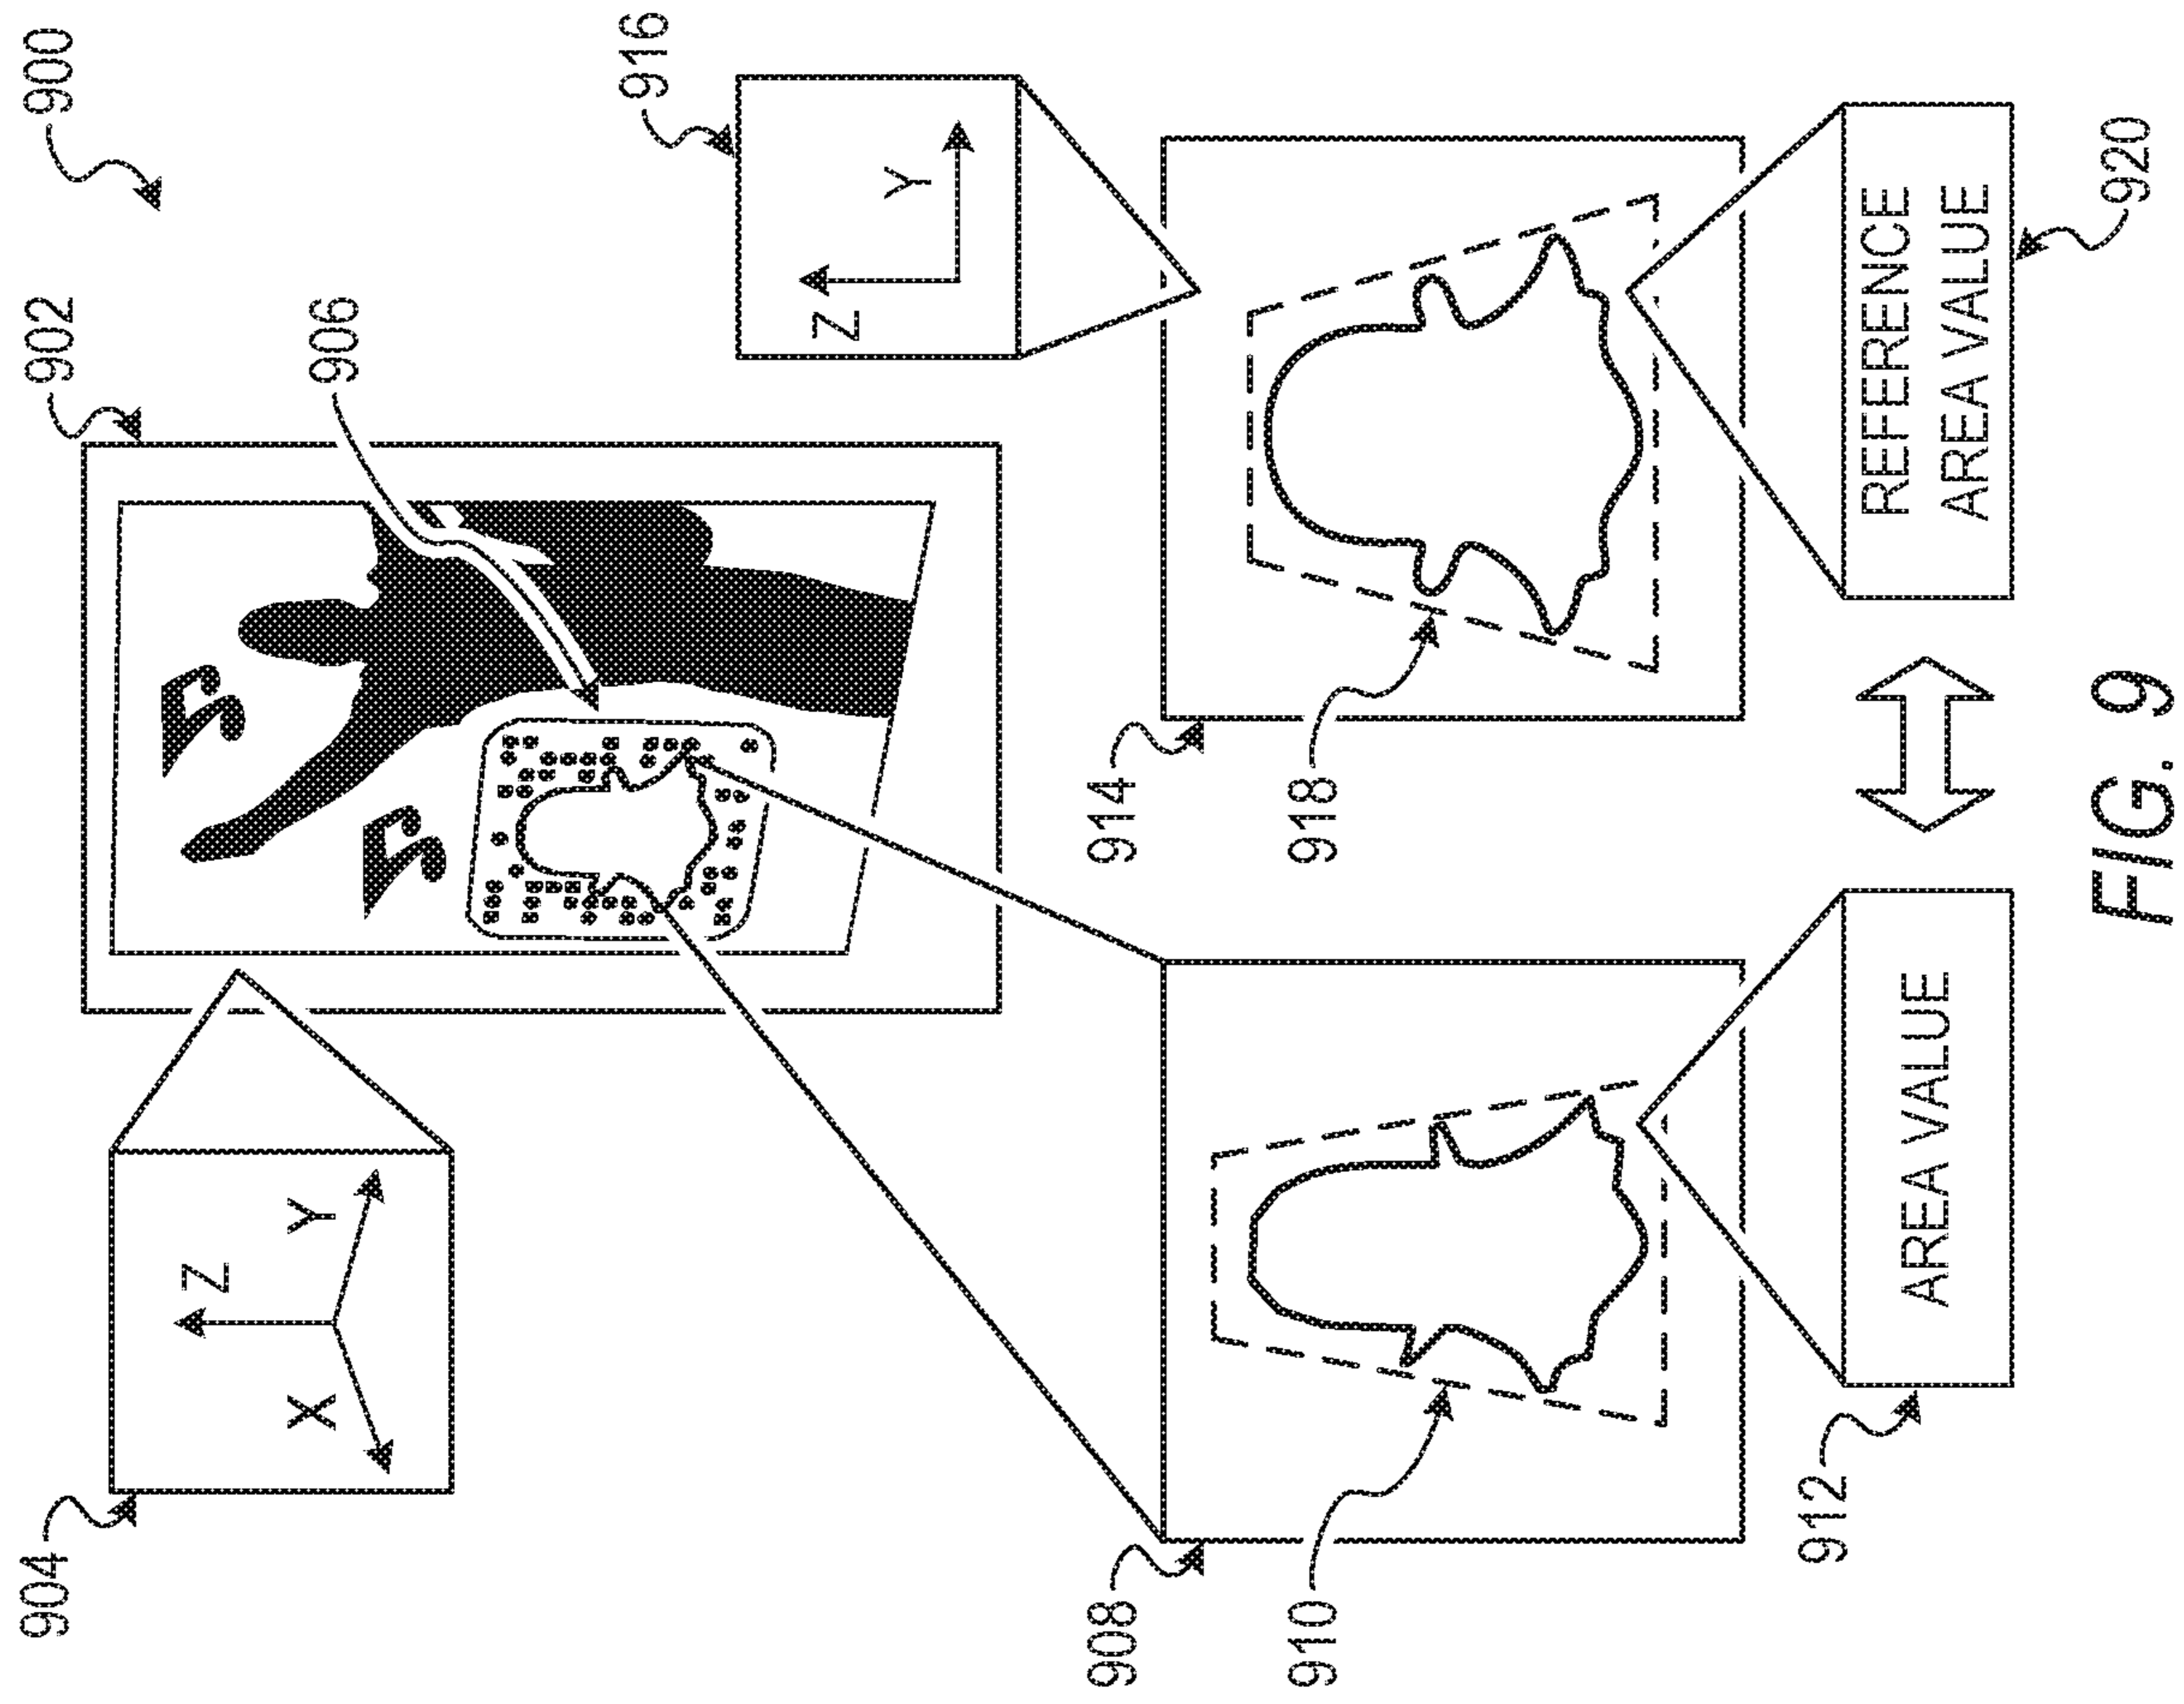 900
902
904
Z
X
Y
906
916
Z
Y
908
910
914
918
912
AREA VALUE
REFERENCE
AREA VALUE
920
FIG. 9